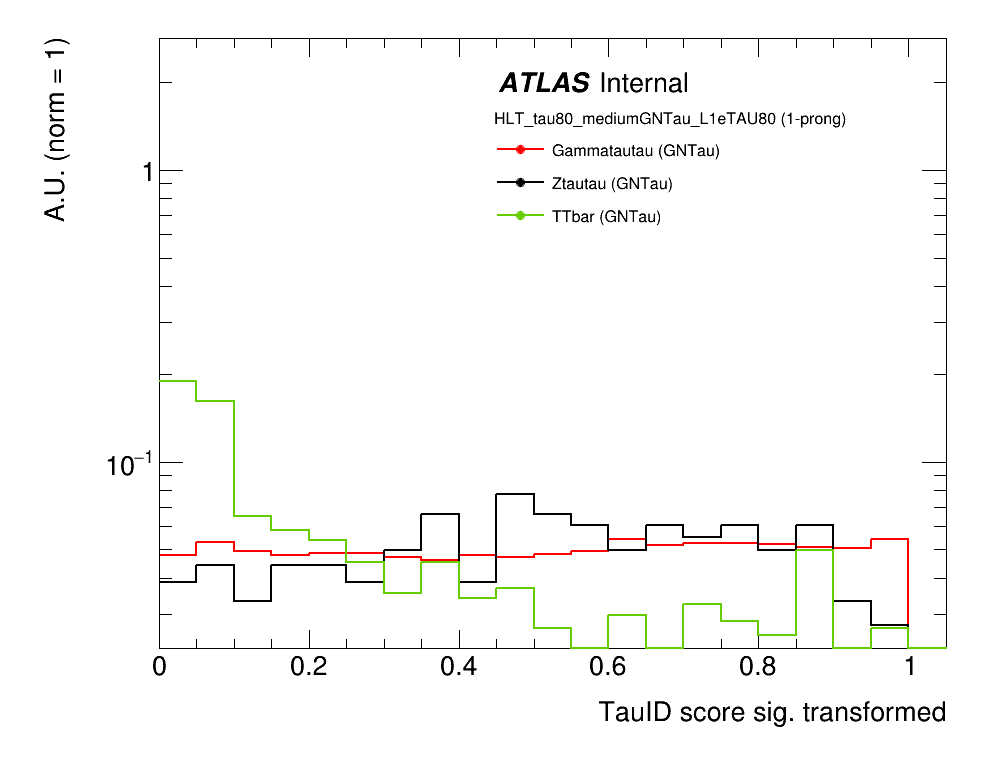 A.U. (norm = 1)
ATLAS Internal
HLT_tau80_mediumGNTau_L1eTAU80 (1-prong)
Gammatautau (GNTau)
Ztautau (GNTau)
TTbar (GNTau)
1
10⁻¹
0 0.2 0.4 0.6 0.8 1
TauID score sig. transformed